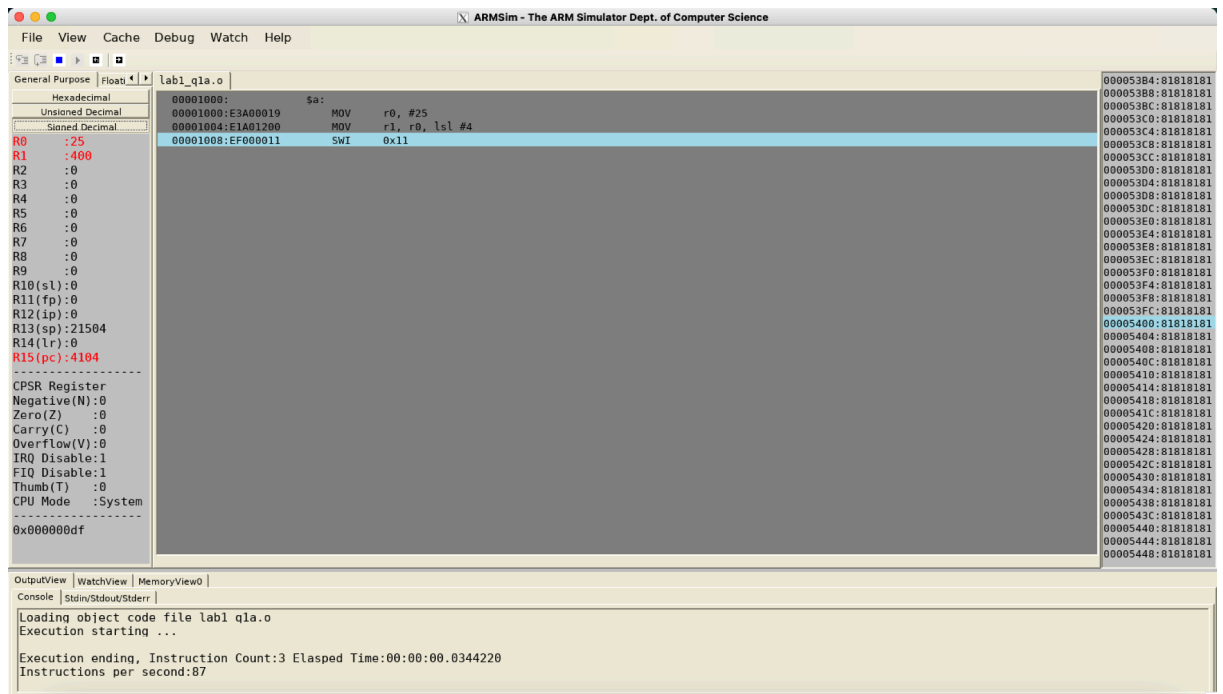 ARMSim - The ARM Simulator Dept. of Computer Science
File View Cache Debug Watch Help
General Purpose Floati
Hexadecimal
Unsigned Decimal
Signed Decimal
R0 :25
R1 :400
R2 :0
R3 :0
R4 :0
R5 :0
R6 :0
R7 :0
R8 :0
R9 :0
R10(sl):0
R11(fp):0
R12(ip):0
R13(sp):21504
R14(lr):0
R15(pc):4104
------------------
CPSR Register
Negative(N):0
Zero(Z) :0
Carry(C) :0
Overflow(V):0
IRQ Disable:1
FIQ Disable:1
Thumb(T) :0
CPU Mode :System
------------------
0x000000df
lab1_q1a.o
00001000: $a:
00001000:E3A00019 MOV r0, #25
00001004:E1A01200 MOV r1, r0, lsl #4
00001008:EF000011 SWI 0x11
000053B4:81818181
000053B8:81818181
000053BC:81818181
000053C0:81818181
000053C4:81818181
000053C8:81818181
000053CC:81818181
000053D0:81818181
000053D4:81818181
000053D8:81818181
000053DC:81818181
000053E0:81818181
000053E4:81818181
000053E8:81818181
000053EC:81818181
000053F0:81818181
000053F4:81818181
000053F8:81818181
000053FC:81818181
00005400:81818181
00005404:81818181
00005408:81818181
0000540C:81818181
00005410:81818181
00005414:81818181
00005418:81818181
0000541C:81818181
00005420:81818181
00005424:81818181
00005428:81818181
0000542C:81818181
00005430:81818181
00005434:81818181
00005438:81818181
0000543C:81818181
00005440:81818181
00005444:81818181
00005448:81818181
OutputView WatchView MemoryView0
Console Stdin/Stdout/Stderr
Loading object code file lab1 q1a.o
Execution starting ...
Execution ending, Instruction Count:3 Elasped Time:00:00:00.0344220
Instructions per second:87